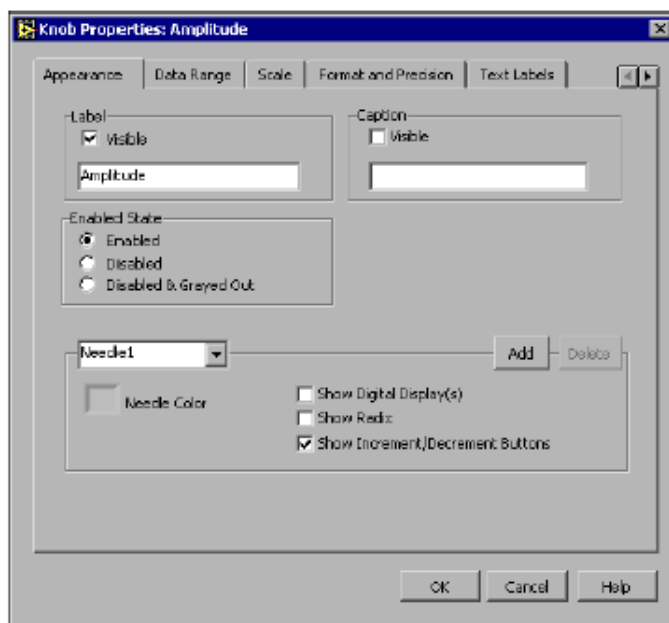 Knob Properties: Amplitude
Appearance
Data Range
Scale
Format and Precision
Text Labels
Label
Visible
Amplitude
Caption
Visible
Enabled State
Enabled
Disabled
Disabled & Grayed Out
Needle1
Add
Delete
Needle Color
Show Digital Display(s)
Show Radix
Show Increment/Decrement Buttons
OK
Cancel
Help